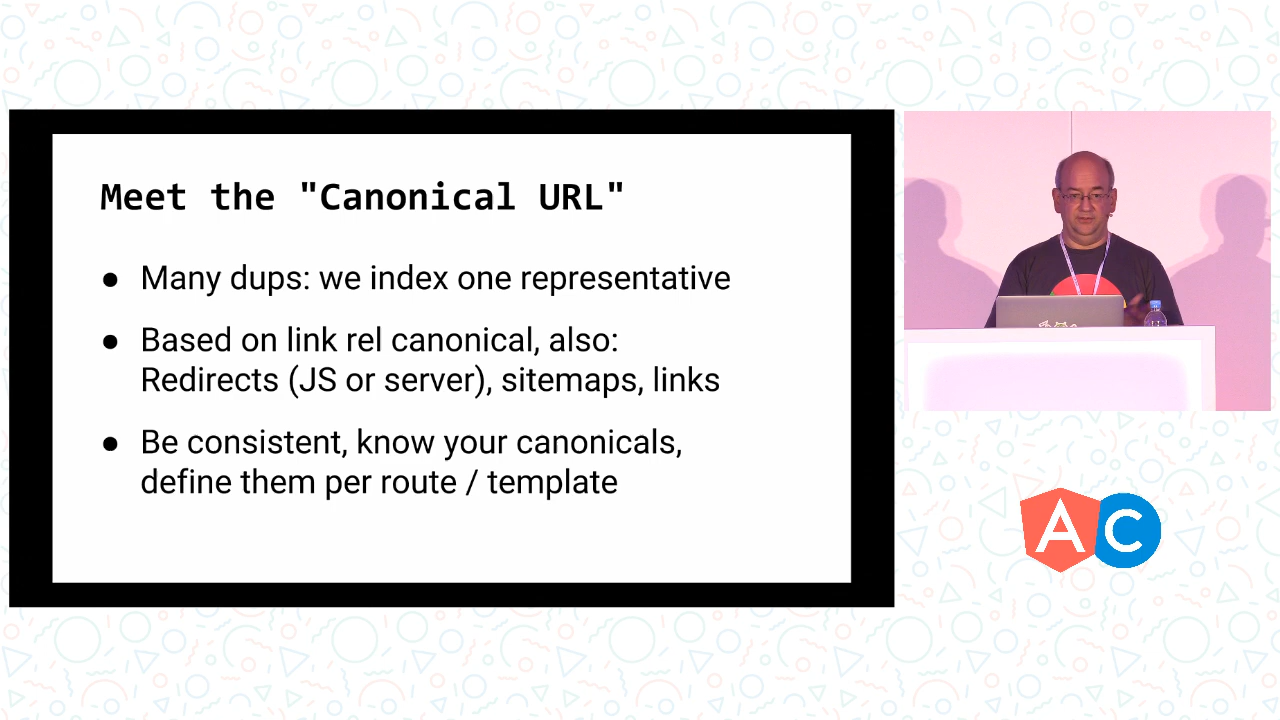 Meet the "Canonical URL"
● Many dups: we index one representative
● Based on link rel canonical, also:
Redirects (JS or server), sitemaps, links
● Be consistent, know your canonicals,
define them per route / template
A C